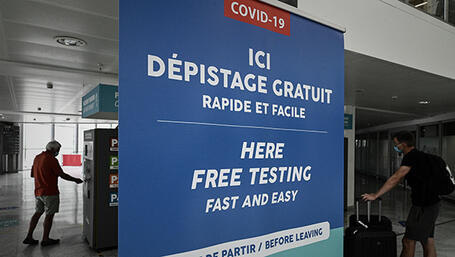 COVID-19
ICI
DÉPISTAGE GRATUIT
RAPIDE ET FACILE
HERE
FREE TESTING
FAST AND EASY
DE PARTIR / BEFORE LEAVING